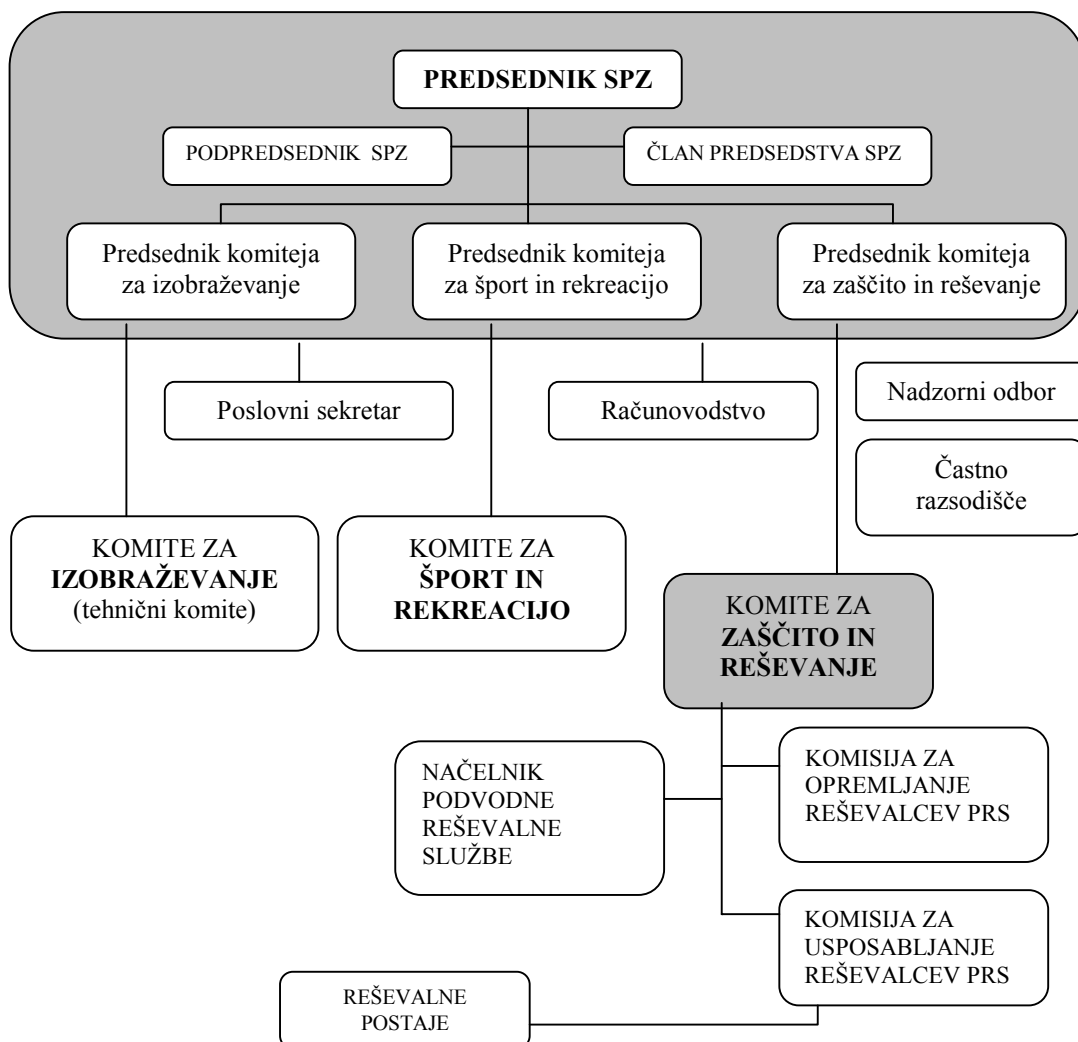 PREDSEDNIK SPZ
PODPREDSEDNIK SPZ
ČLAN PREDSEDSTVA SPZ
Predsednik komiteja
za izobraževanje
Predsednik komiteja
za šport in rekreacijo
Predsednik komiteja
za zaščito in reševanje
Poslovni sekretar
Računovodstvo
Nadzorni odbor
Častno
razsodišče
KOMITE ZA
IZOBRAŽEVANJE
(tehnični komite)
KOMITE ZA
ŠPORT IN
REKREACIJO
KOMITE ZA
ZAŠČITO IN
REŠEVANJE
NAČELNIK
PODVODNE
REŠEVALNE
SLUŽBE
KOMISIJA ZA
OPREMLJANJE
REŠEVALCEV PRS
KOMISIJA ZA
USPOSABLJANJE
REŠEVALCEV PRS
REŠEVALNE
POSTAJE